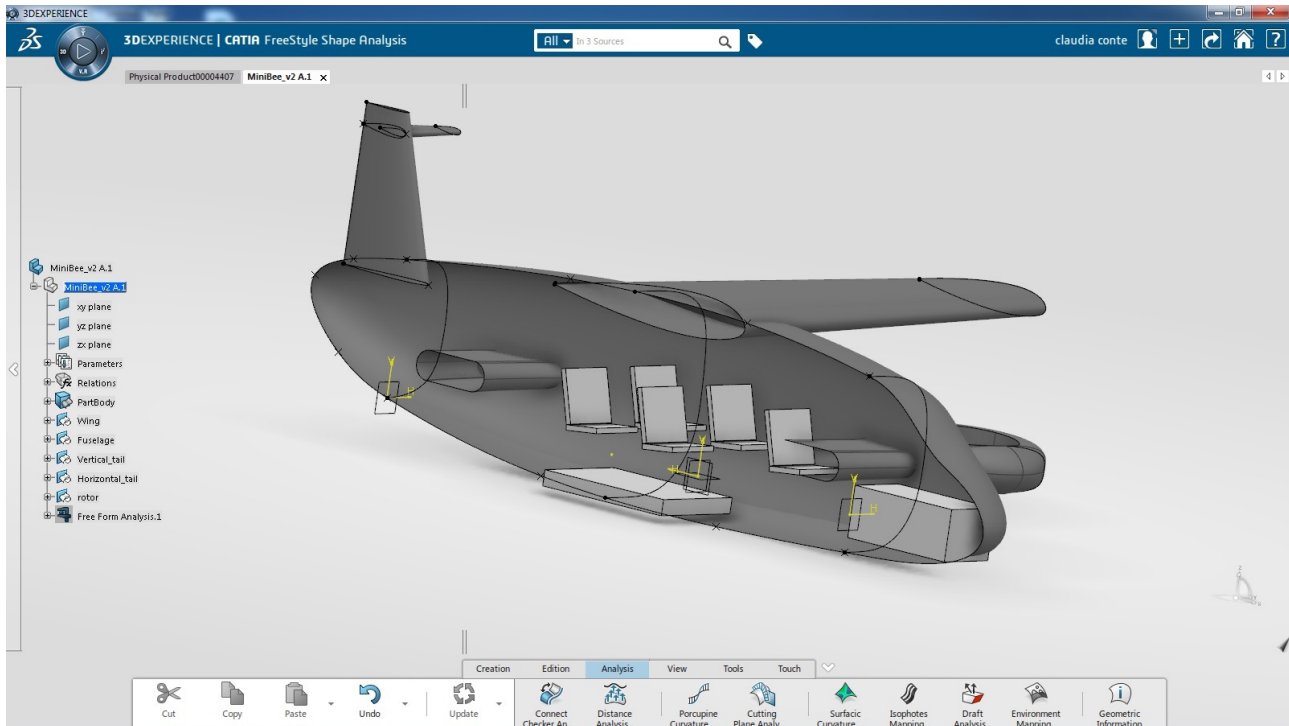 3DEXPERIENCE
3DEXPERIENCE | CATIA FreeStyle Shape Analysis
All
In 3 Sources
claudia conte
3D
V.R
Physical Product00004407
MiniBee_v2 A.1 x
MiniBee_v2 A.1
MiniBee_v2 A.1
xy plane
yz plane
zx plane
Parameters
Relations
PartBody
Wing
Fuselage
Vertical_tail
Horizontal_tail
rotor
Free Form Analysis.1
V
H
V
H
V
H
Creation Edition Analysis View Tools Touch
Cut Copy Paste Undo Update
Connect Checker An
Distance Analysis
Porcupine Curvature
Cutting Plane Analy
Surfacic Curvature
Isophotes Mapping
Draft Analysis
Environment Mapping
Geometric Information